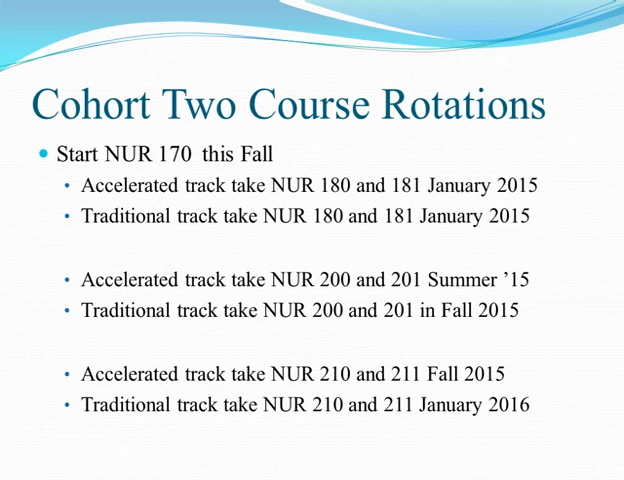 Cohort Two Course Rotations
• Start NUR 170  this Fall
• Accelerated track take NUR 180 and 181 January 2015
• Traditional track take NUR 180 and 181 January 2015
• Accelerated track take NUR 200 and 201 Summer ’15
• Traditional track take NUR 200 and 201 in Fall 2015
• Accelerated track take NUR 210 and 211 Fall 2015
• Traditional track take NUR 210 and 211 January 2016